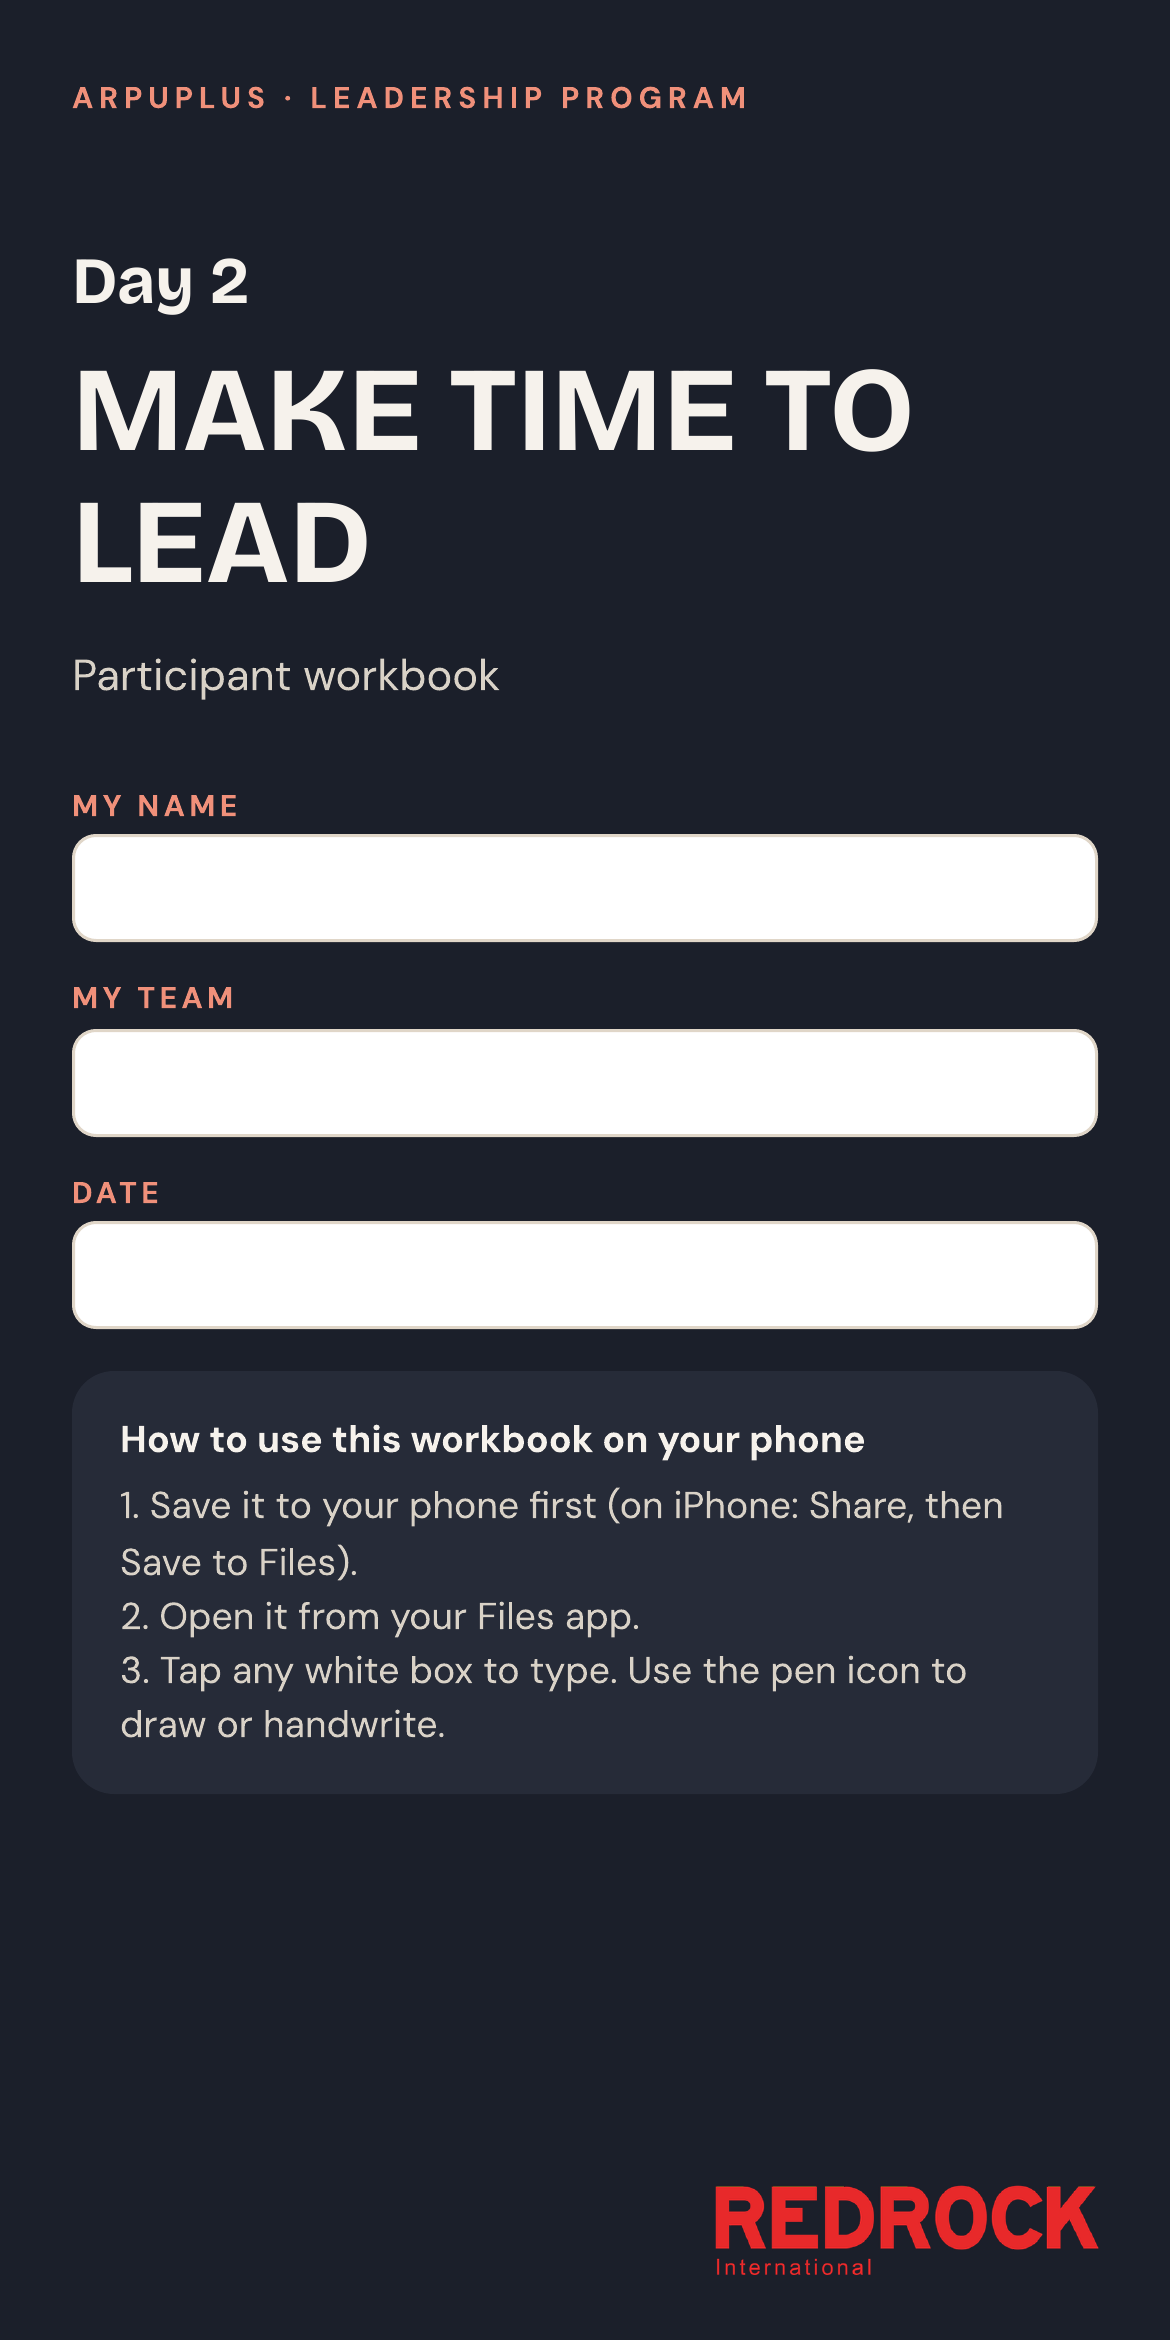 ARPUPLUS · LEADERSHIP PROGRAM
Day 2
MAKE TIME TO
LEAD
Participant workbook
MY NAME
MY TEAM
DATE
How to use this workbook on your phone
1. Save it to your phone first (on iPhone: Share, then
Save to Files).
2. Open it from your Files app.
3. Tap any white box to type. Use the pen icon to
draw or handwrite.
REDROCK
International